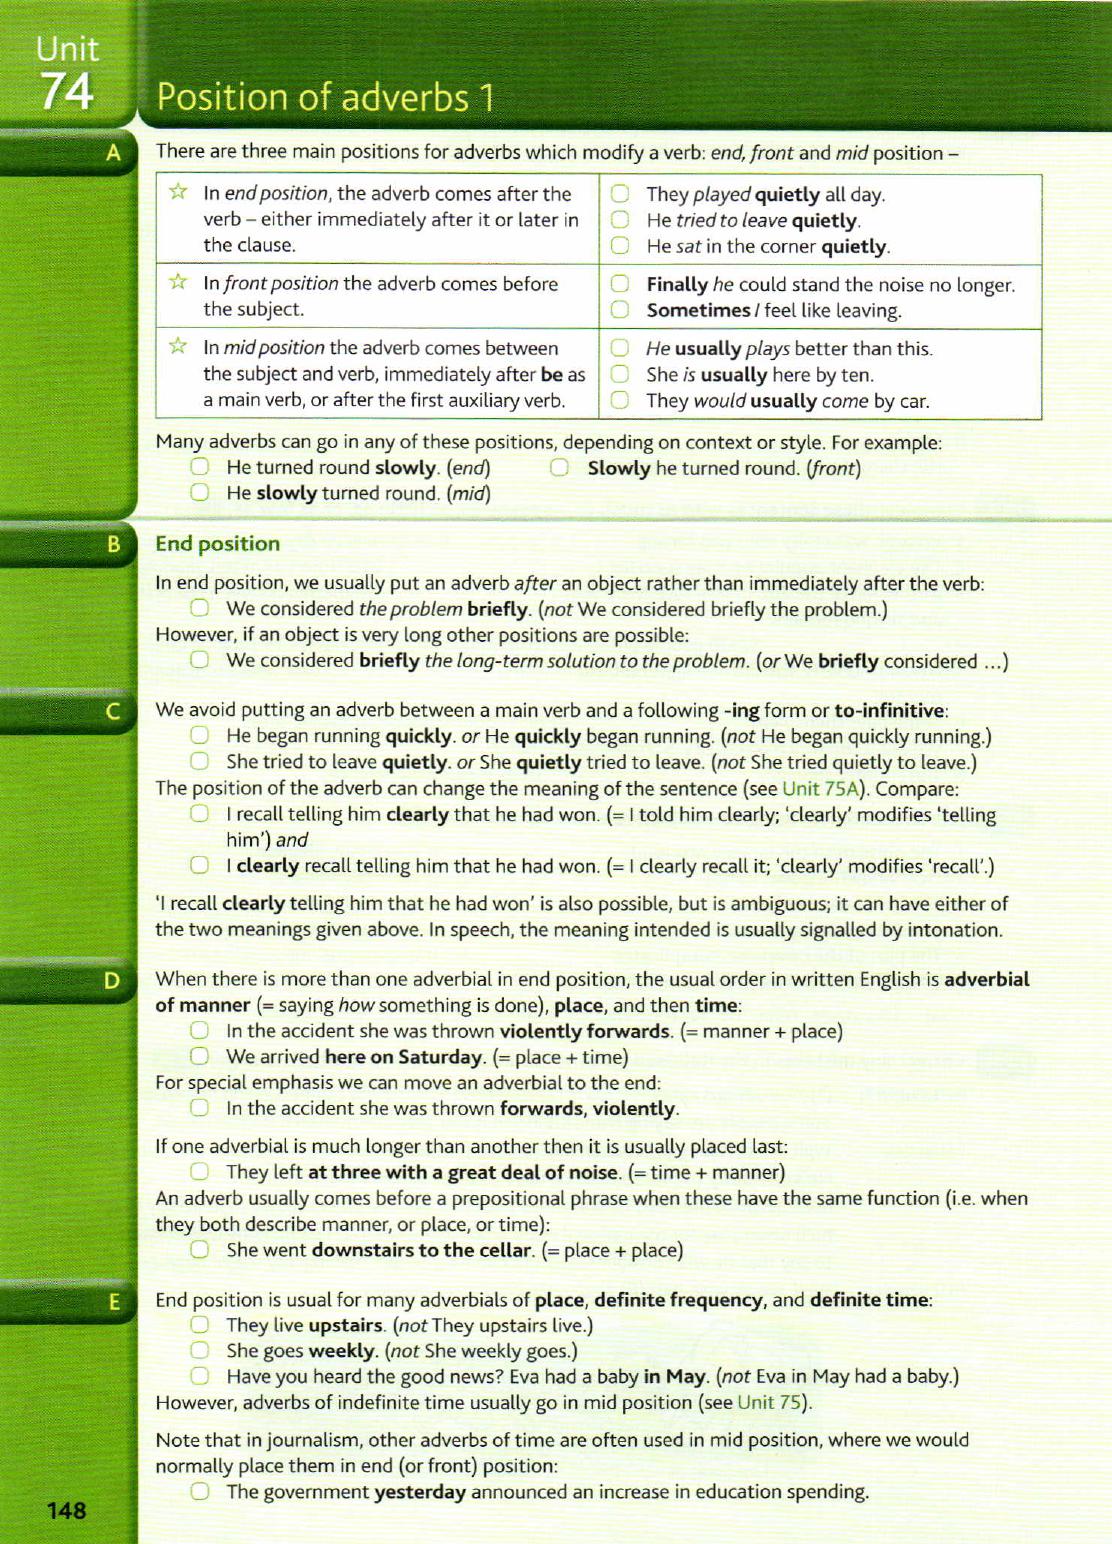 Unit
74
Position of adverbs 1
A
There are three main positions for adverbs which modify a verb: end, front and mid position –
☆ In end position, the adverb comes after the
verb – either immediately after it or later in
the clause.
They played quietly all day.
He tried to leave quietly.
He sat in the corner quietly.
☆ In front position the adverb comes before
the subject.
Finally he could stand the noise no longer.
Sometimes I feel like leaving.
☆ In mid position the adverb comes between
the subject and verb, immediately after be as
a main verb, or after the first auxiliary verb.
He usually plays better than this.
She is usually here by ten.
They would usually come by car.
Many adverbs can go in any of these positions, depending on context or style. For example:
He turned round slowly. (end) Slowly he turned round. (front)
He slowly turned round. (mid)
B
End position
In end position, we usually put an adverb after an object rather than immediately after the verb:
We considered the problem briefly. (not We considered briefly the problem.)
However, if an object is very long other positions are possible:
We considered briefly the long-term solution to the problem. (or We briefly considered ...)
C
We avoid putting an adverb between a main verb and a following -ing form or to-infinitive:
He began running quickly. or He quickly began running. (not He began quickly running.)
She tried to leave quietly. or She quietly tried to leave. (not She tried quietly to leave.)
The position of the adverb can change the meaning of the sentence (see Unit 75A). Compare:
I recall telling him clearly that he had won. (= I told him clearly; 'clearly' modifies 'telling
him') and
I clearly recall telling him that he had won. (= I clearly recall it; 'clearly' modifies 'recall'.)
'I recall clearly telling him that he had won' is also possible, but is ambiguous; it can have either of
the two meanings given above. In speech, the meaning intended is usually signalled by intonation.
D
When there is more than one adverbial in end position, the usual order in written English is adverbial
of manner (= saying how something is done), place, and then time:
In the accident she was thrown violently forwards. (= manner + place)
We arrived here on Saturday. (= place + time)
For special emphasis we can move an adverbial to the end:
In the accident she was thrown forwards, violently.
If one adverbial is much longer than another then it is usually placed last:
They left at three with a great deal of noise. (= time + manner)
An adverb usually comes before a prepositional phrase when these have the same function (i.e. when
they both describe manner, or place, or time):
She went downstairs to the cellar. (= place + place)
E
End position is usual for many adverbials of place, definite frequency, and definite time:
They live upstairs. (not They upstairs live.)
She goes weekly. (not She weekly goes.)
Have you heard the good news? Eva had a baby in May. (not Eva in May had a baby.)
However, adverbs of indefinite time usually go in mid position (see Unit 75).
Note that in journalism, other adverbs of time are often used in mid position, where we would
normally place them in end (or front) position:
The government yesterday announced an increase in education spending.
148